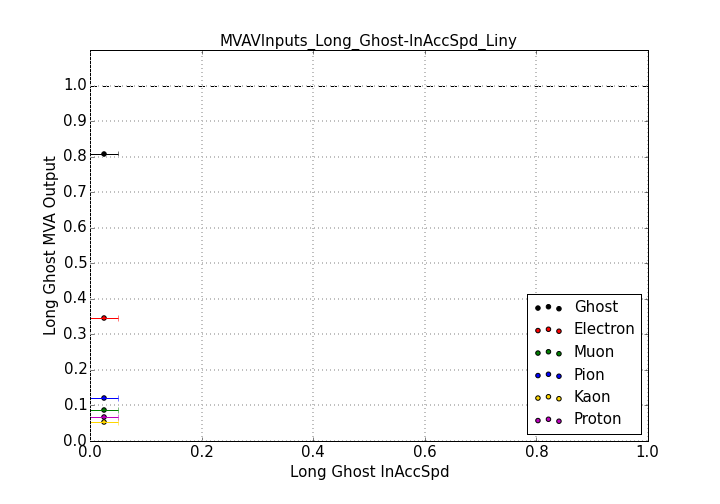 MVAVInputs_Long_Ghost-InAccSpd_Liny
Long Ghost MVA Output
1.0
0.9
0.8
0.7
0.6
0.5
0.4
0.3
0.2
0.1
0.0
Ghost
Electron
Muon
Pion
Kaon
Proton
0.0 0.2 0.4 0.6 0.8 1.0
Long Ghost InAccSpd